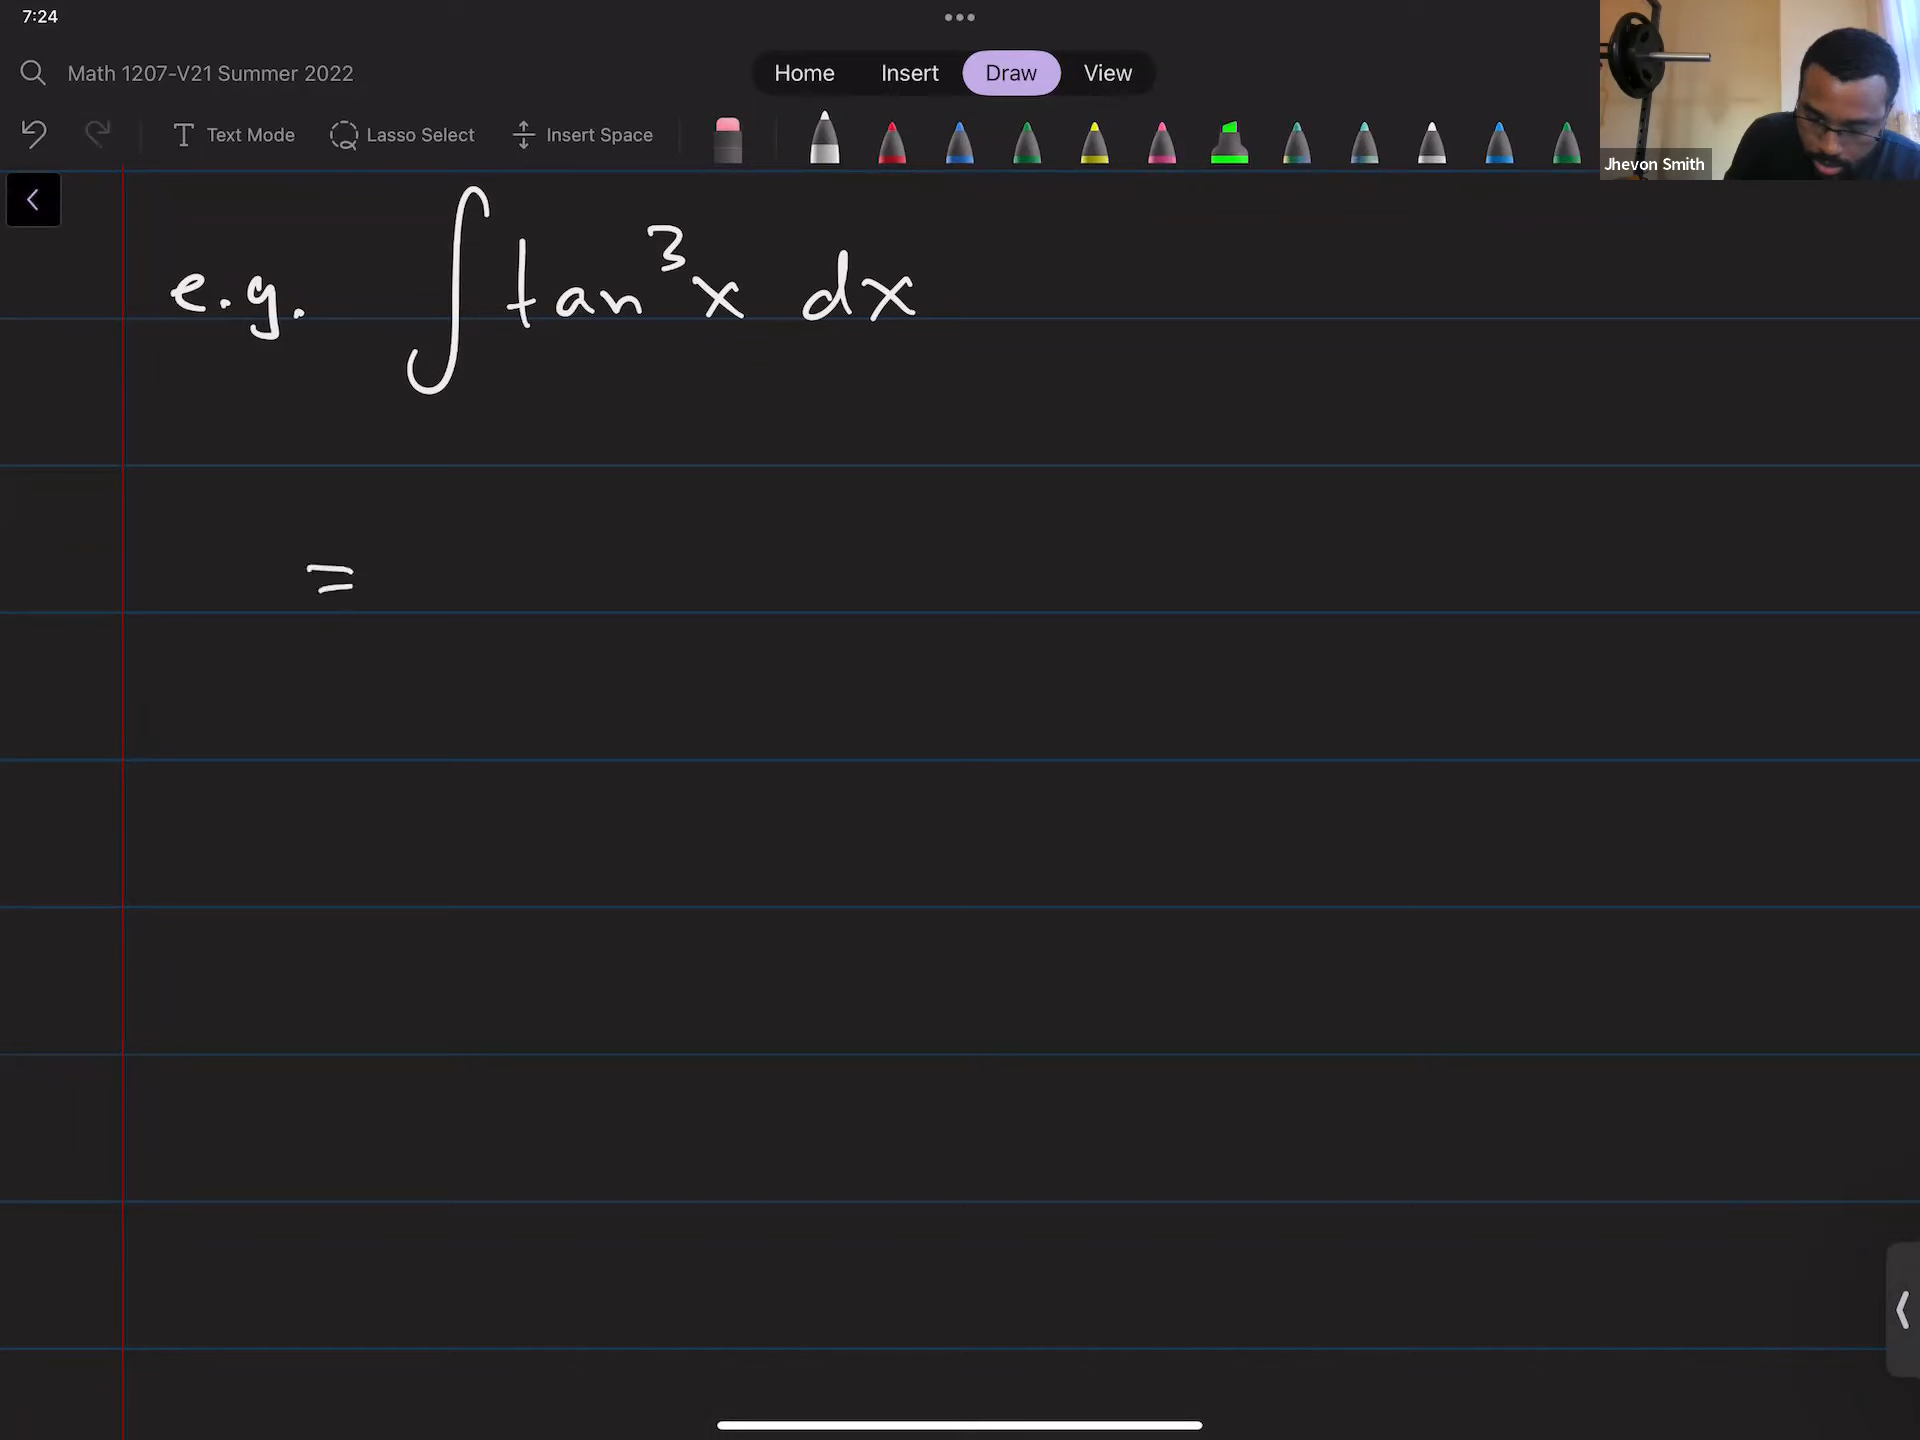 7:24
Math 1207-V21 Summer 2022
Home Insert Draw View
Text Mode Lasso Select Insert Space
Jhevon Smith
e.g. ∫ tan³x dx
=